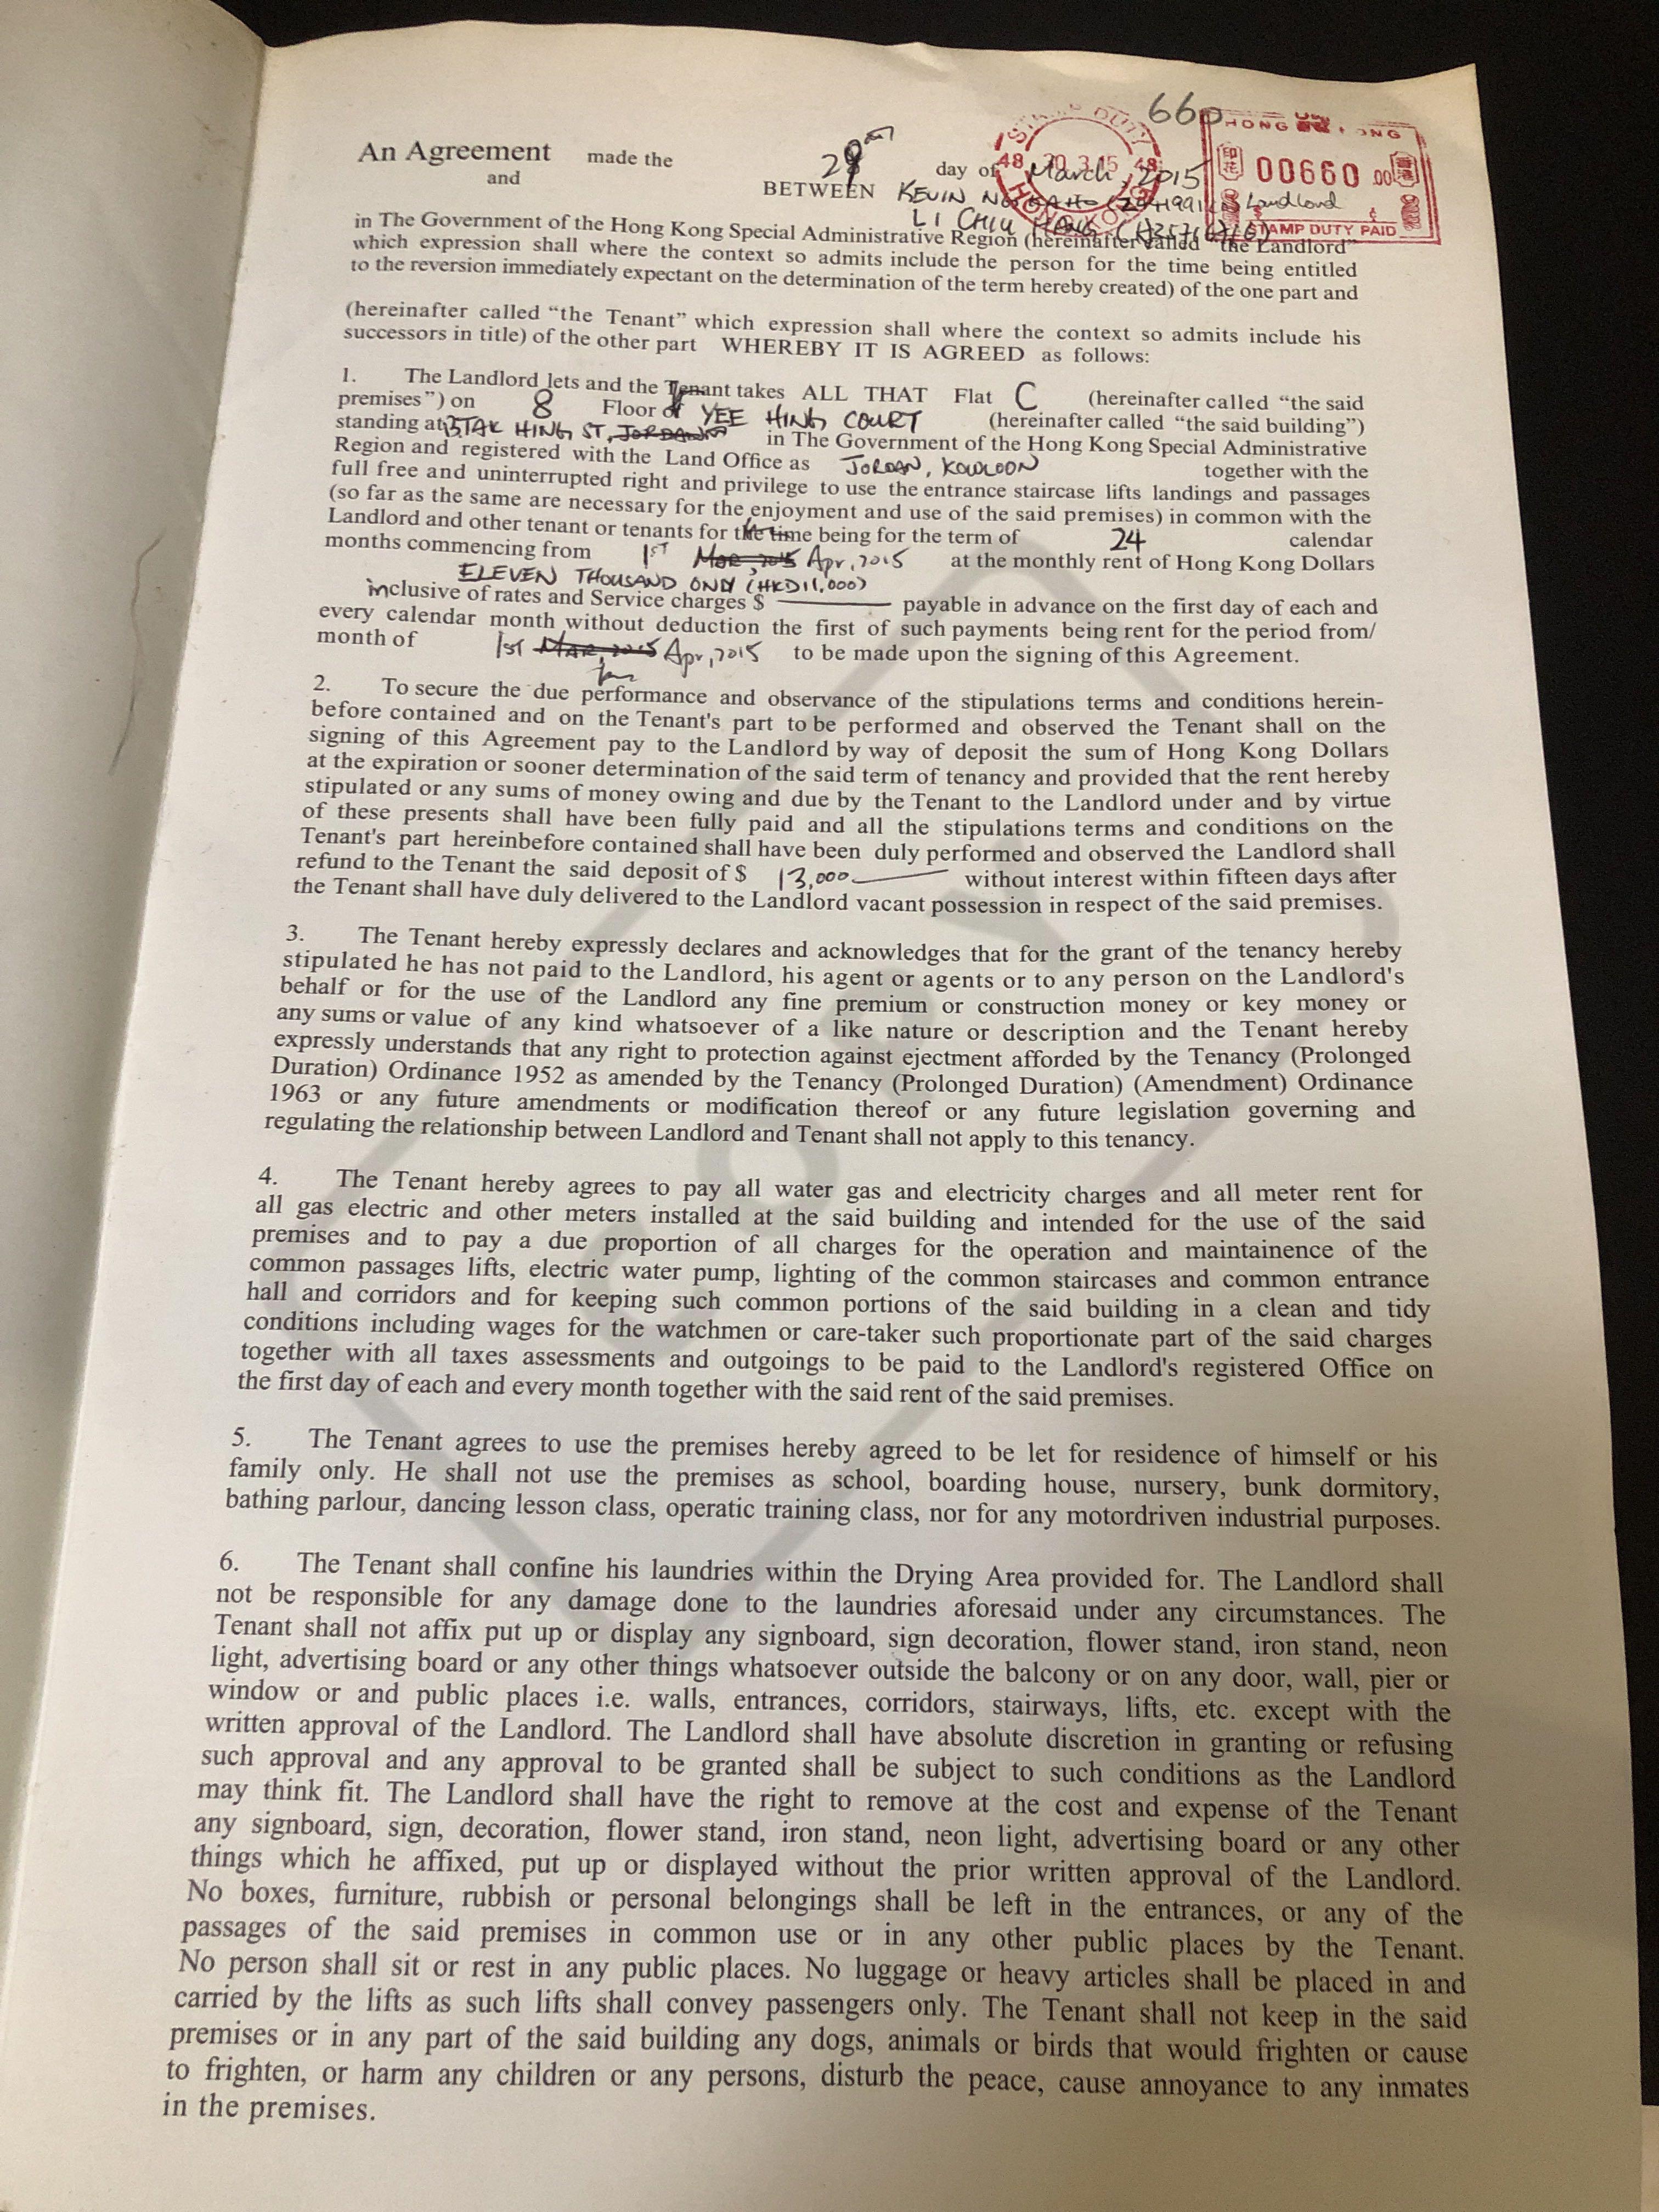 660
STAMP DUTY
48 30.3.15 48
HONG KONG
HONG KONG
印花
00660 00
STAMP DUTY PAID
An Agreement made the day of March, 2015
and BETWEEN KEVIN Landlord
LI CHIU
in The Government of the Hong Kong Special Administrative Region (hereinafter called "the Landlord"
which expression shall where the context so admits include the person for the time being entitled
to the reversion immediately expectant on the determination of the term hereby created) of the one part and
(hereinafter called “the Tenant” which expression shall where the context so admits include his
successors in title) of the other part WHEREBY IT IS AGREED as follows:
1. The Landlord lets and the Tenant takes ALL THAT Flat C (hereinafter called “the said
premises”) on 8 Floor of YEE HING COURT (hereinafter called “the said building”)
standing at TAK HING ST, JORDAN in The Government of the Hong Kong Special Administrative
Region and registered with the Land Office as JORDAN, KOWLOON together with the
full free and uninterrupted right and privilege to use the entrance staircase lifts landings and passages
(so far as the same are necessary for the enjoyment and use of the said premises) in common with the
Landlord and other tenant or tenants for the time being for the term of 24 calendar
months commencing from 1ST Mar, 2015 Apr, 2015 at the monthly rent of Hong Kong Dollars
ELEVEN THOUSAND ONLY (HKD11,000)
inclusive of rates and Service charges $ payable in advance on the first day of each and
every calendar month without deduction the first of such payments being rent for the period from/
month of 1ST MAR, 2015 Apr, 2015 to be made upon the signing of this Agreement.
2. To secure the due performance and observance of the stipulations terms and conditions herein-
before contained and on the Tenant's part to be performed and observed the Tenant shall on the
signing of this Agreement pay to the Landlord by way of deposit the sum of Hong Kong Dollars
at the expiration or sooner determination of the said term of tenancy and provided that the rent hereby
stipulated or any sums of money owing and due by the Tenant to the Landlord under and by virtue
of these presents shall have been fully paid and all the stipulations terms and conditions on the
Tenant's part hereinbefore contained shall have been duly performed and observed the Landlord shall
refund to the Tenant the said deposit of $ 13,000 without interest within fifteen days after
the Tenant shall have duly delivered to the Landlord vacant possession in respect of the said premises.
3. The Tenant hereby expressly declares and acknowledges that for the grant of the tenancy hereby
stipulated he has not paid to the Landlord, his agent or agents or to any person on the Landlord's
behalf or for the use of the Landlord any fine premium or construction money or key money or
any sums or value of any kind whatsoever of a like nature or description and the Tenant hereby
expressly understands that any right to protection against ejectment afforded by the Tenancy (Prolonged
Duration) Ordinance 1952 as amended by the Tenancy (Prolonged Duration) (Amendment) Ordinance
1963 or any future amendments or modification thereof or any future legislation governing and
regulating the relationship between Landlord and Tenant shall not apply to this tenancy.
4. The Tenant hereby agrees to pay all water gas and electricity charges and all meter rent for
all gas electric and other meters installed at the said building and intended for the use of the said
premises and to pay a due proportion of all charges for the operation and maintainence of the
common passages lifts, electric water pump, lighting of the common staircases and common entrance
hall and corridors and for keeping such common portions of the said building in a clean and tidy
conditions including wages for the watchmen or care-taker such proportionate part of the said charges
together with all taxes assessments and outgoings to be paid to the Landlord's registered Office on
the first day of each and every month together with the said rent of the said premises.
5. The Tenant agrees to use the premises hereby agreed to be let for residence of himself or his
family only. He shall not use the premises as school, boarding house, nursery, bunk dormitory,
bathing parlour, dancing lesson class, operatic training class, nor for any motordriven industrial purposes.
6. The Tenant shall confine his laundries within the Drying Area provided for. The Landlord shall
not be responsible for any damage done to the laundries aforesaid under any circumstances. The
Tenant shall not affix put up or display any signboard, sign decoration, flower stand, iron stand, neon
light, advertising board or any other things whatsoever outside the balcony or on any door, wall, pier or
window or and public places i.e. walls, entrances, corridors, stairways, lifts, etc. except with the
written approval of the Landlord. The Landlord shall have absolute discretion in granting or refusing
such approval and any approval to be granted shall be subject to such conditions as the Landlord
may think fit. The Landlord shall have the right to remove at the cost and expense of the Tenant
any signboard, sign, decoration, flower stand, iron stand, neon light, advertising board or any other
things which he affixed, put up or displayed without the prior written approval of the Landlord.
No boxes, furniture, rubbish or personal belongings shall be left in the entrances, or any of the
passages of the said premises in common use or in any other public places by the Tenant.
No person shall sit or rest in any public places. No luggage or heavy articles shall be placed in and
carried by the lifts as such lifts shall convey passengers only. The Tenant shall not keep in the said
premises or in any part of the said building any dogs, animals or birds that would frighten or cause
to frighten, or harm any children or any persons, disturb the peace, cause annoyance to any inmates
in the premises.
COPY